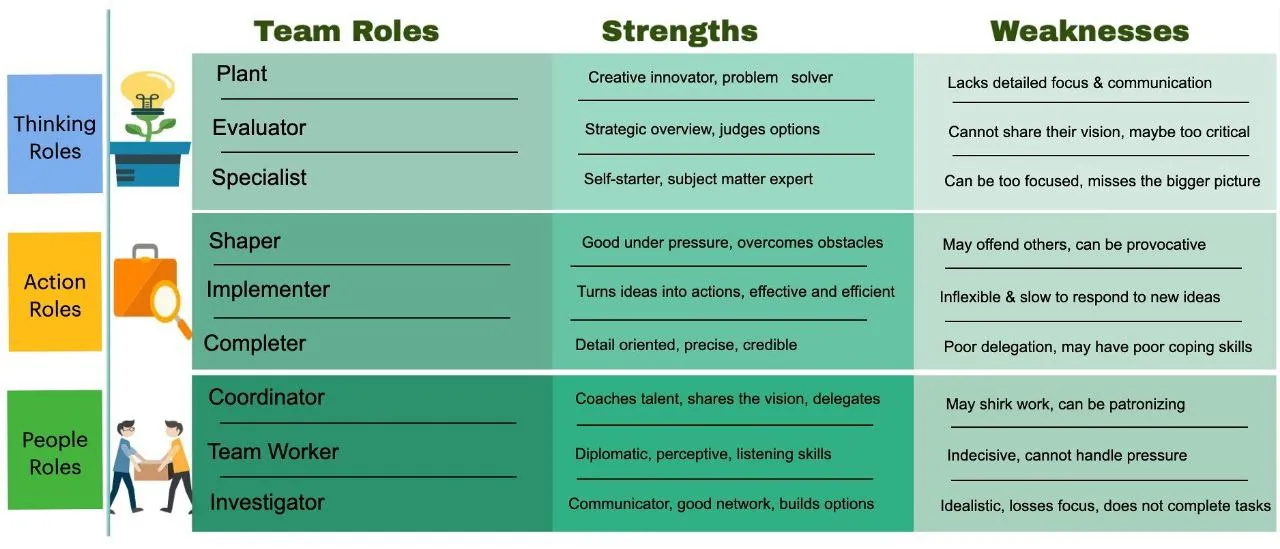 Team Roles Strengths Weaknesses
Thinking
Roles
Plant Creative innovator, problem solver Lacks detailed focus & communication
Evaluator Strategic overview, judges options Cannot share their vision, maybe too critical
Specialist Self-starter, subject matter expert Can be too focused, misses the bigger picture
Action
Roles
Shaper Good under pressure, overcomes obstacles May offend others, can be provocative
Implementer Turns ideas into actions, effective and efficient Inflexible & slow to respond to new ideas
Completer Detail oriented, precise, credible Poor delegation, may have poor coping skills
People
Roles
Coordinator Coaches talent, shares the vision, delegates May shirk work, can be patronizing
Team Worker Diplomatic, perceptive, listening skills Indecisive, cannot handle pressure
Investigator Communicator, good network, builds options Idealistic, losses focus, does not complete tasks